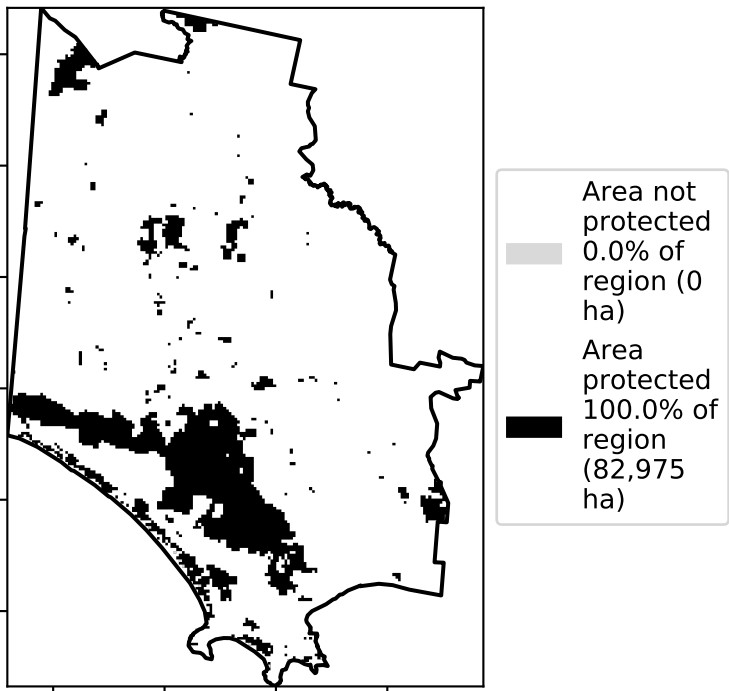 Area not
protected
0.0% of
region (0
ha)
Area
protected
100.0% of
region
(82,975
ha)